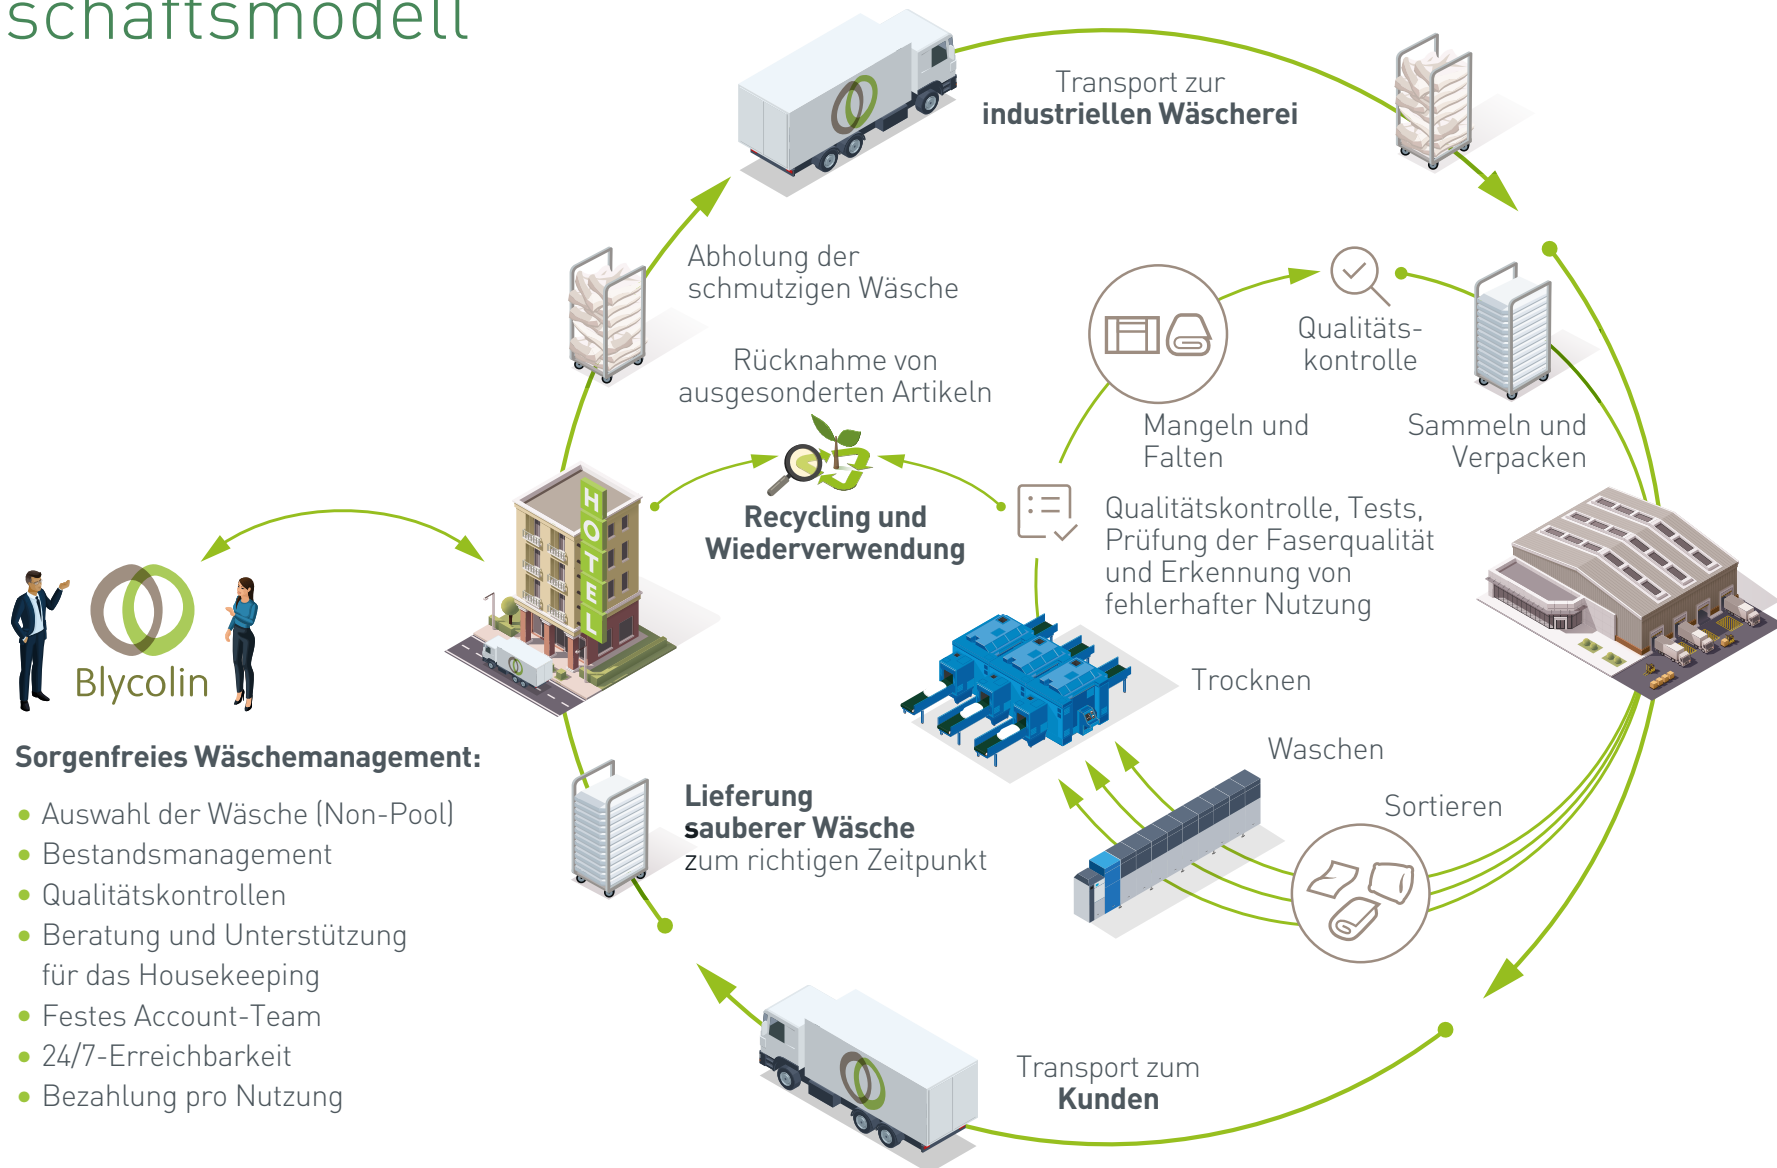 schaftsmodell
Transport zur
industriellen Wäscherei
Abholung der
schmutzigen Wäsche
Rücknahme von
ausgesonderten Artikeln
Recycling und
Wiederverwendung
Qualitäts-
kontrolle
Mangeln und
Falten
Sammeln und
Verpacken
Qualitätskontrolle, Tests,
Prüfung der Faserqualität
und Erkennung von
fehlerhafter Nutzung
HOTEL
Blycolin
Trocknen
Waschen
Sortieren
Sorgenfreies Wäschemanagement:
• Auswahl der Wäsche (Non-Pool)
• Bestandsmanagement
• Qualitätskontrollen
• Beratung und Unterstützung
für das Housekeeping
• Festes Account-Team
• 24/7-Erreichbarkeit
• Bezahlung pro Nutzung
Lieferung
sauberer Wäsche
zum richtigen Zeitpunkt
Transport zum
Kunden